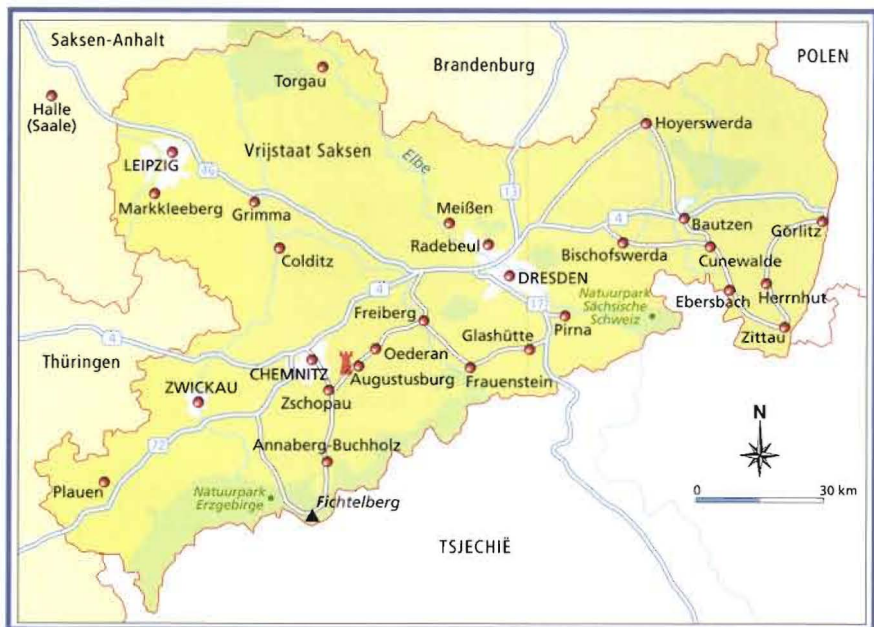 Saksen-Anhalt
Brandenburg
POLEN
Torgau
Halle
(Saale)
Hoyerswerda
Vrijstaat Saksen
Elbe
LEIPZIG
46
13
Markkleeberg
Grimma
Meißen
4
Bautzen
Görlitz
Radebeul
Bischofswerda
Cunewalde
Colditz
DRESDEN
4
Natuurpark
Sächsische
Schweiz
Ebersbach
Herrnhut
17
Freiberg
Glashütte
Pirna
Zittau
4
Thüringen
Oederan
CHEMNITZ
Augustusburg
Frauenstein
ZWICKAU
Zschopau
N
72
Annaberg-Buchholz
Plauen
Natuurpark
Erzgebirge
Fichtelberg
0
30 km
TSJECHIË